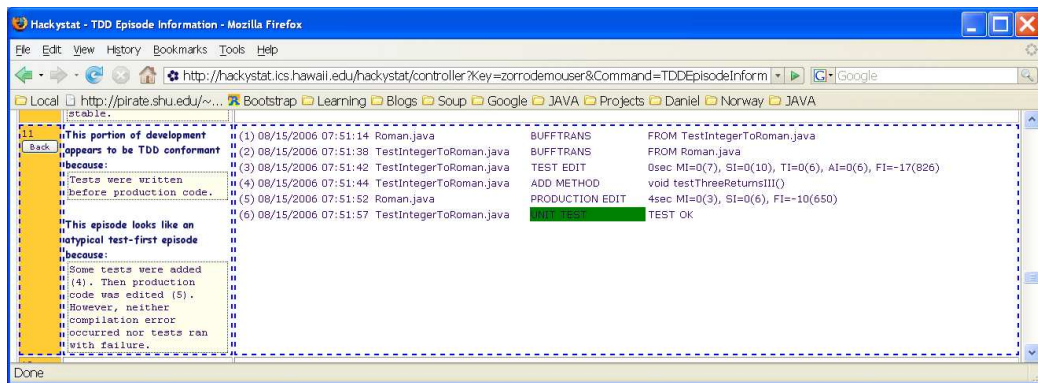 Hackystat - TDD Episode Information - Mozilla Firefox
File Edit View History Bookmarks Tools Help
http://hackystat.ics.hawaii.edu/hackystat/controller?Key=zorrodemouser&Command=TDDEpisodeInform G Google
Local http://pirate.shu.edu/~... Bootstrap Learning Blogs Soup Google JAVA Projects Daniel Norway JAVA
stable.
11
Back
This portion of development
appears to be TDD conformant
because:
Tests were written
before production code.
This episode looks like an
atypical test-first episode
because:
Some tests were added
(4). Then production
code was edited (5).
However, neither
compilation error
occurred nor tests ran
with failure.
(1) 08/15/2006 07:51:14 Roman.java BUFFTRANS FROM TestIntegerToRoman.java
(2) 08/15/2006 07:51:38 TestIntegerToRoman.java BUFFTRANS FROM Roman.java
(3) 08/15/2006 07:51:42 TestIntegerToRoman.java TEST EDIT 0sec MI=0(7), SI=0(10), TI=0(6), AI=0(6), FI=-17(826)
(4) 08/15/2006 07:51:44 TestIntegerToRoman.java ADD METHOD void testThreeReturnsIII()
(5) 08/15/2006 07:51:52 Roman.java PRODUCTION EDIT 4sec MI=0(3), SI=0(6), FI=-10(650)
(6) 08/15/2006 07:51:57 TestIntegerToRoman.java UNIT TEST TEST OK
Done